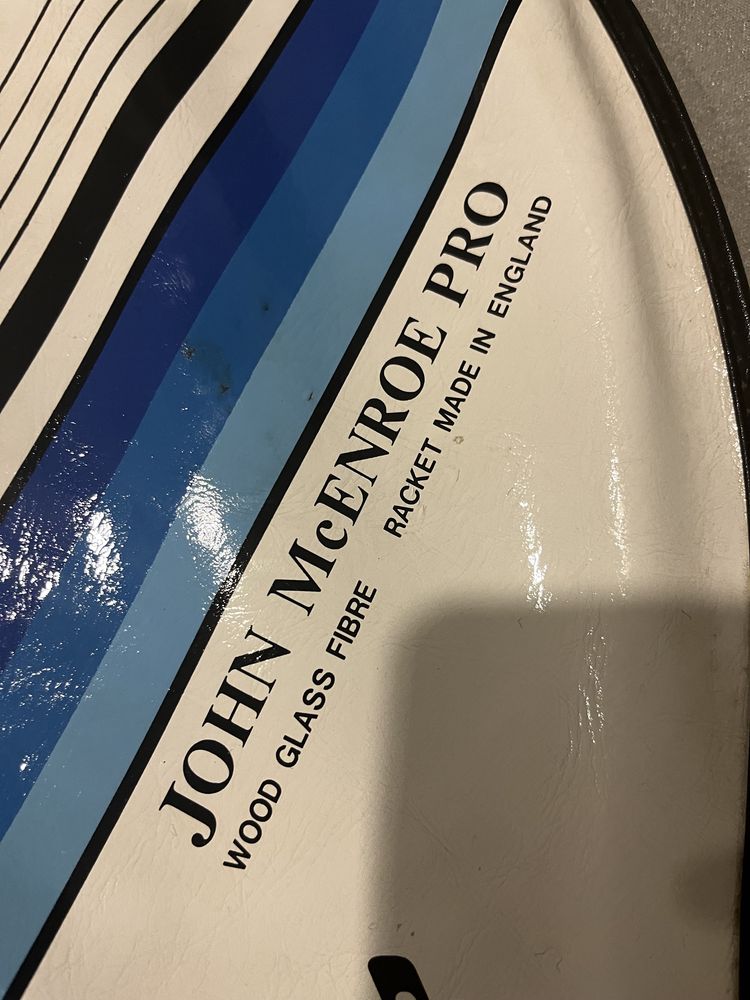 JOHN McENROE PRO
WOOD GLASS FIBRE RACKET MADE IN ENGLAND